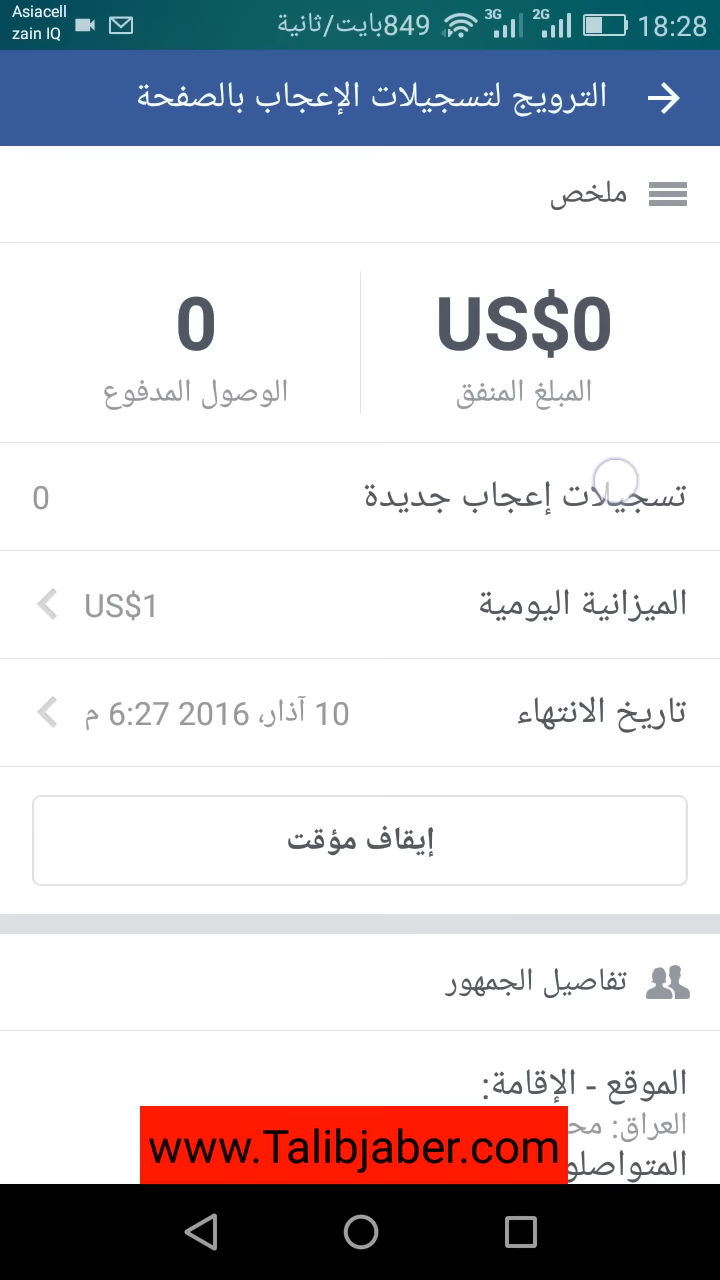 Asiacell
zain IQ
849بايت/ثانية
3G
2G
18:28
الترويج لتسجيلات الإعجاب بالصفحة
ملخص
US$0
0
المبلغ المنفق
الوصول المدفوع
تسجيلات إعجاب جديدة
0
الميزانية اليومية
US$1
تاريخ الانتهاء
10 آذار، 2016 6:27 م
إيقاف مؤقت
تفاصيل الجمهور
الموقع - الإقامة:
العراق:
www.Talibjaber.com